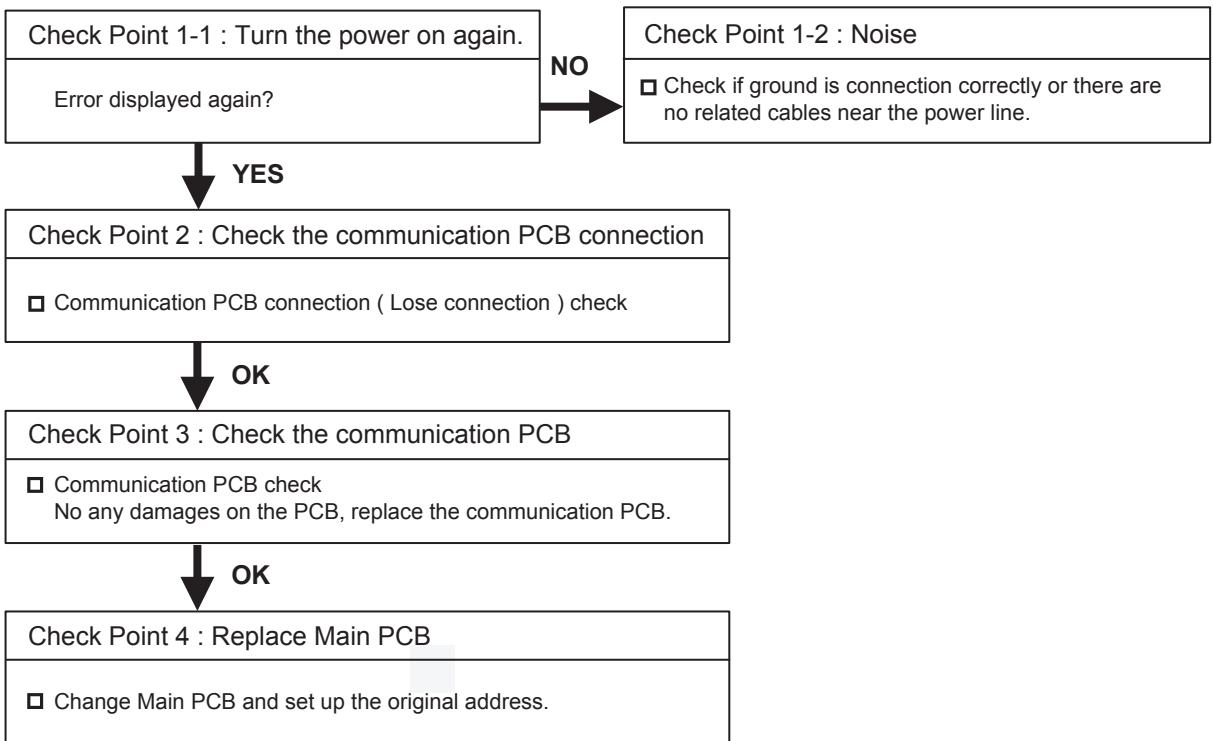 Check Point 1-1 : Turn the power on again.
Error displayed again?
NO
Check Point 1-2 : Noise
Check if ground is connection correctly or there are
no related cables near the power line.
YES
Check Point 2 : Check the communication PCB connection
Communication PCB connection ( Lose connection ) check
OK
Check Point 3 : Check the communication PCB
Communication PCB check
No any damages on the PCB, replace the communication PCB.
OK
Check Point 4 : Replace Main PCB
Change Main PCB and set up the original address.